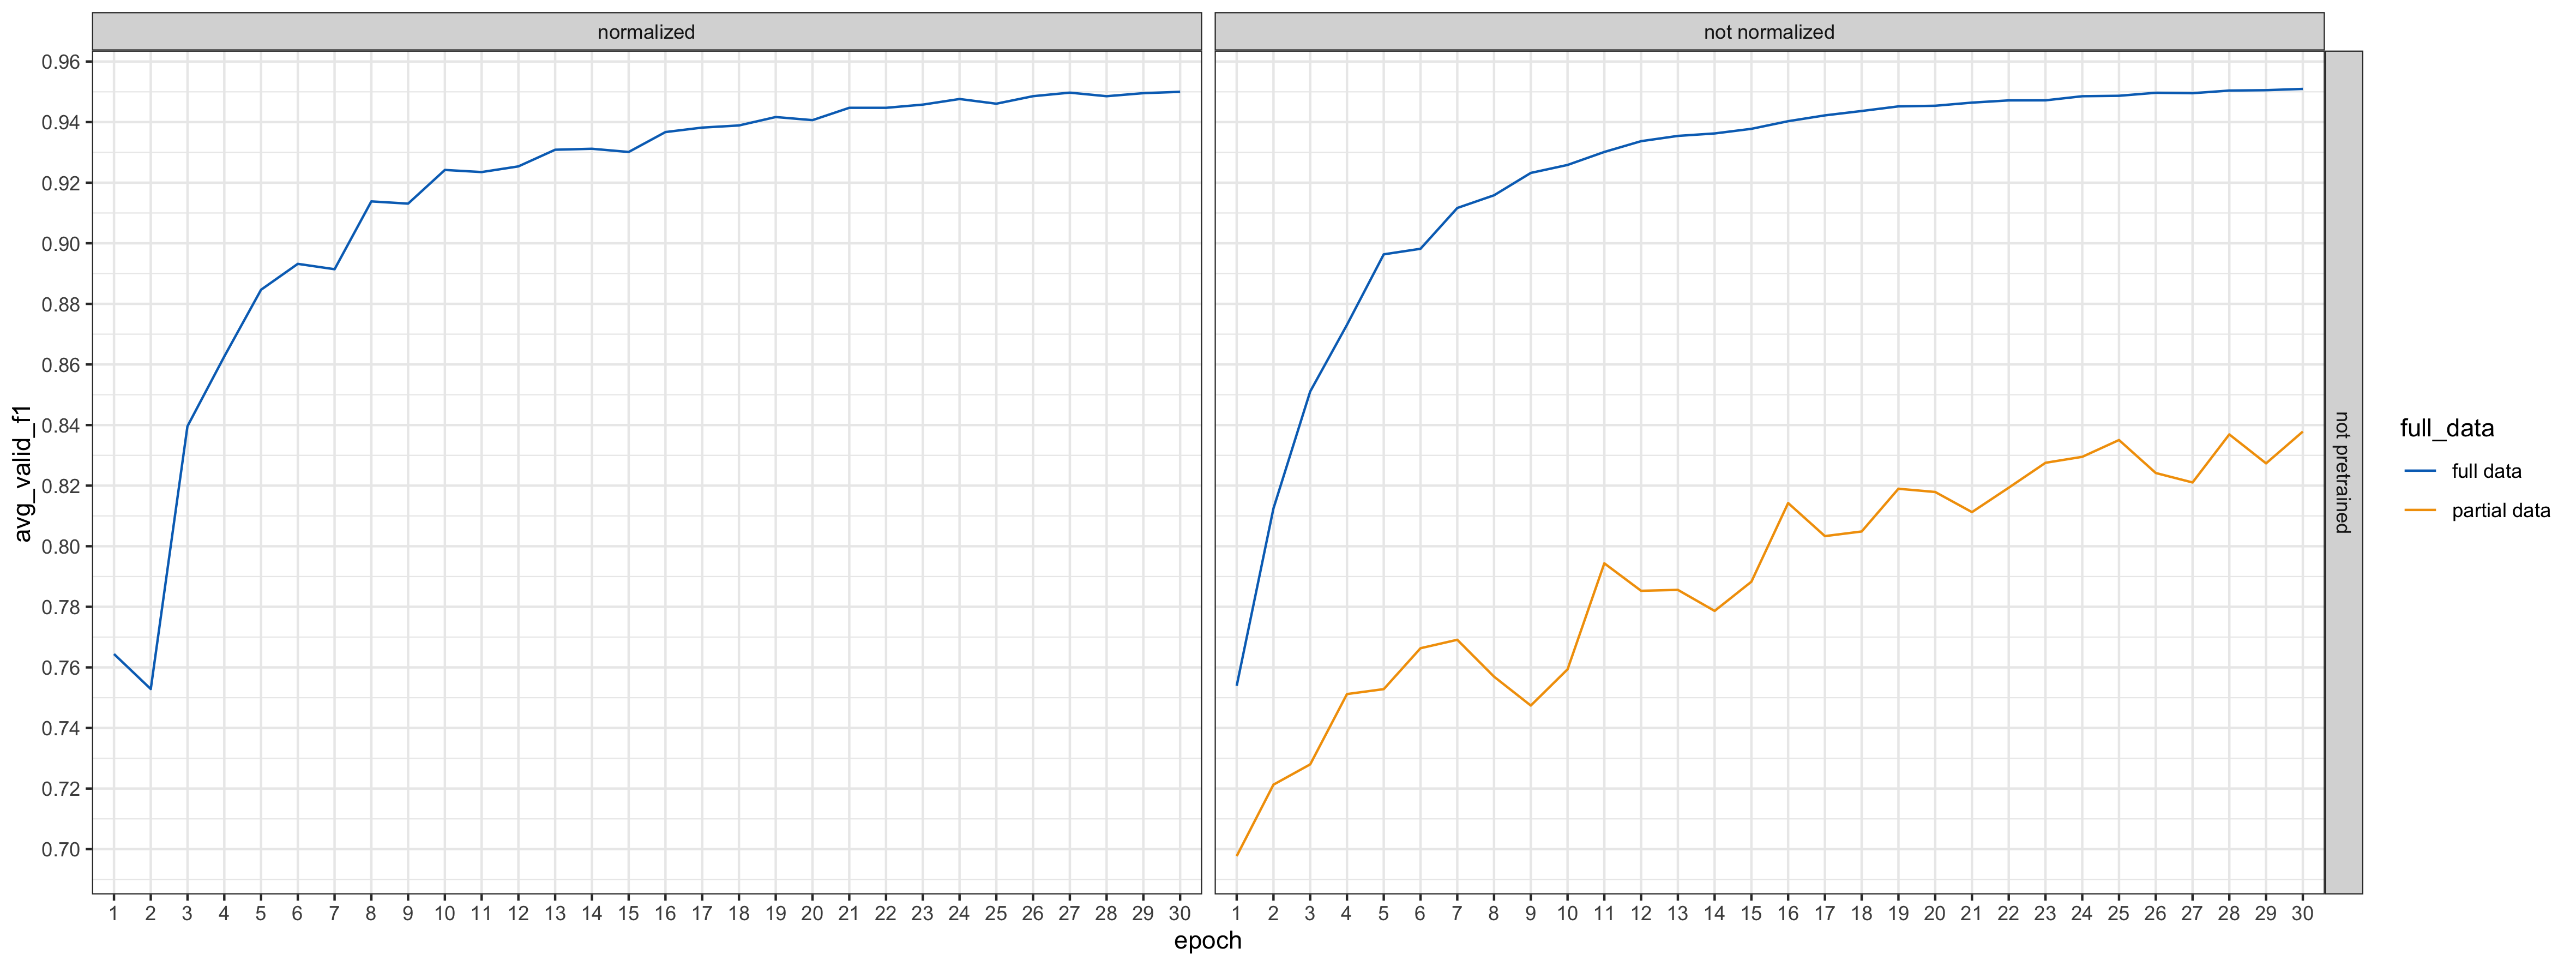 normalized
not normalized
0.96
0.94
0.92
0.90
0.88
0.86
0.84
0.82
0.80
0.78
0.76
0.74
0.72
0.70
avg_valid_f1
not pretrained
full_data
full data
partial data
1 2 3 4 5 6 7 8 9 10 11 12 13 14 15 16 17 18 19 20 21 22 23 24 25 26 27 28 29 30
1 2 3 4 5 6 7 8 9 10 11 12 13 14 15 16 17 18 19 20 21 22 23 24 25 26 27 28 29 30
epoch